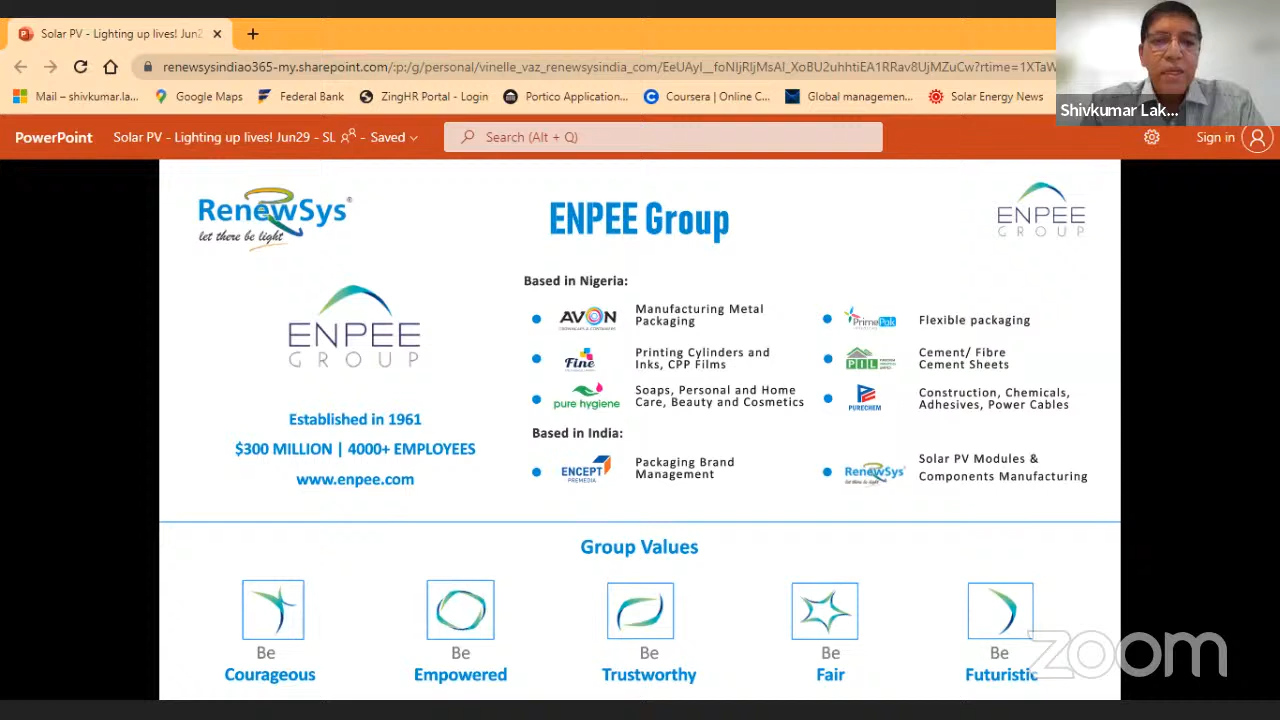 Solar PV - Lighting up lives! Jun2
renewsysindiao365-my.sharepoint.com/:p:/g/personal/vinelle_vaz_renewsysindia_com/
Mail – shivkumar.la...
Google Maps
Federal Bank
ZingHR Portal - Login
Portico Application...
Coursera | Online C...
Global managemen...
Solar Energy News
Shivkumar Lak...
PowerPoint
Solar PV - Lighting up lives! Jun29 - SL
- Saved
Search (Alt + Q)
Sign in
RenewSys®
let there be light
ENPEE Group
ENPEE
GROUP
ENPEE
GROUP
Established in 1961
$300 MILLION | 4000+ EMPLOYEES
www.enpee.com
Based in Nigeria:
AVON
Manufacturing Metal
Packaging
Fine
Printing Cylinders and
Inks, CPP Films
pure hygiene
Soaps, Personal and Home
Care, Beauty and Cosmetics
PrimePak
Flexible packaging
PIL
Cement/ Fibre
Cement Sheets
PURECHEM
Construction, Chemicals,
Adhesives, Power Cables
Based in India:
ENCEPT
PREMEDIA
Packaging Brand
Management
RenewSys
let there be light
Solar PV Modules &
Components Manufacturing
Group Values
Be
Courageous
Be
Empowered
Be
Trustworthy
Be
Fair
Be
Futuristic
zoom